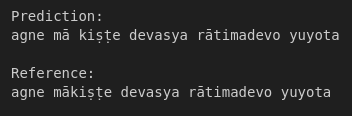 Prediction:
agne mā kiṣṭe devasya rātimadevo yuyota
Reference:
agne mākiṣṭe devasya rātimadevo yuyota